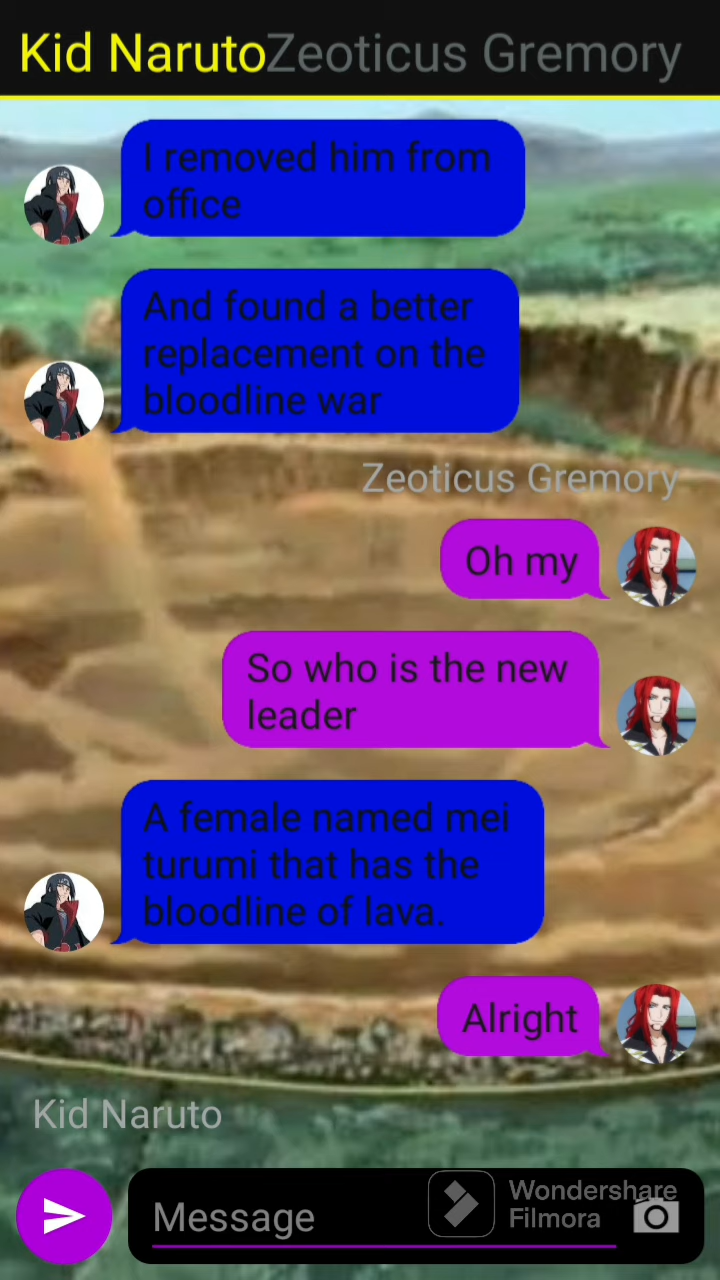 Kid Naruto Zeoticus Gremory
I removed him from
office
And found a better
replacement on the
bloodline war
Zeoticus Gremory
Oh my
So who is the new
leader
A female named mei
turumi that has the
bloodline of lava.
Alright
Kid Naruto
Message
Wondershare
Filmora